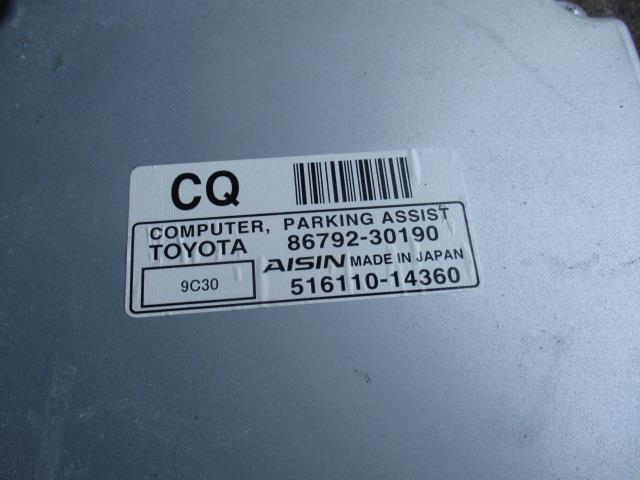 CQ
COMPUTER, PARKING ASSIST
TOYOTA 86792-30190
9C30
AISIN MADE IN JAPAN
516110-14360